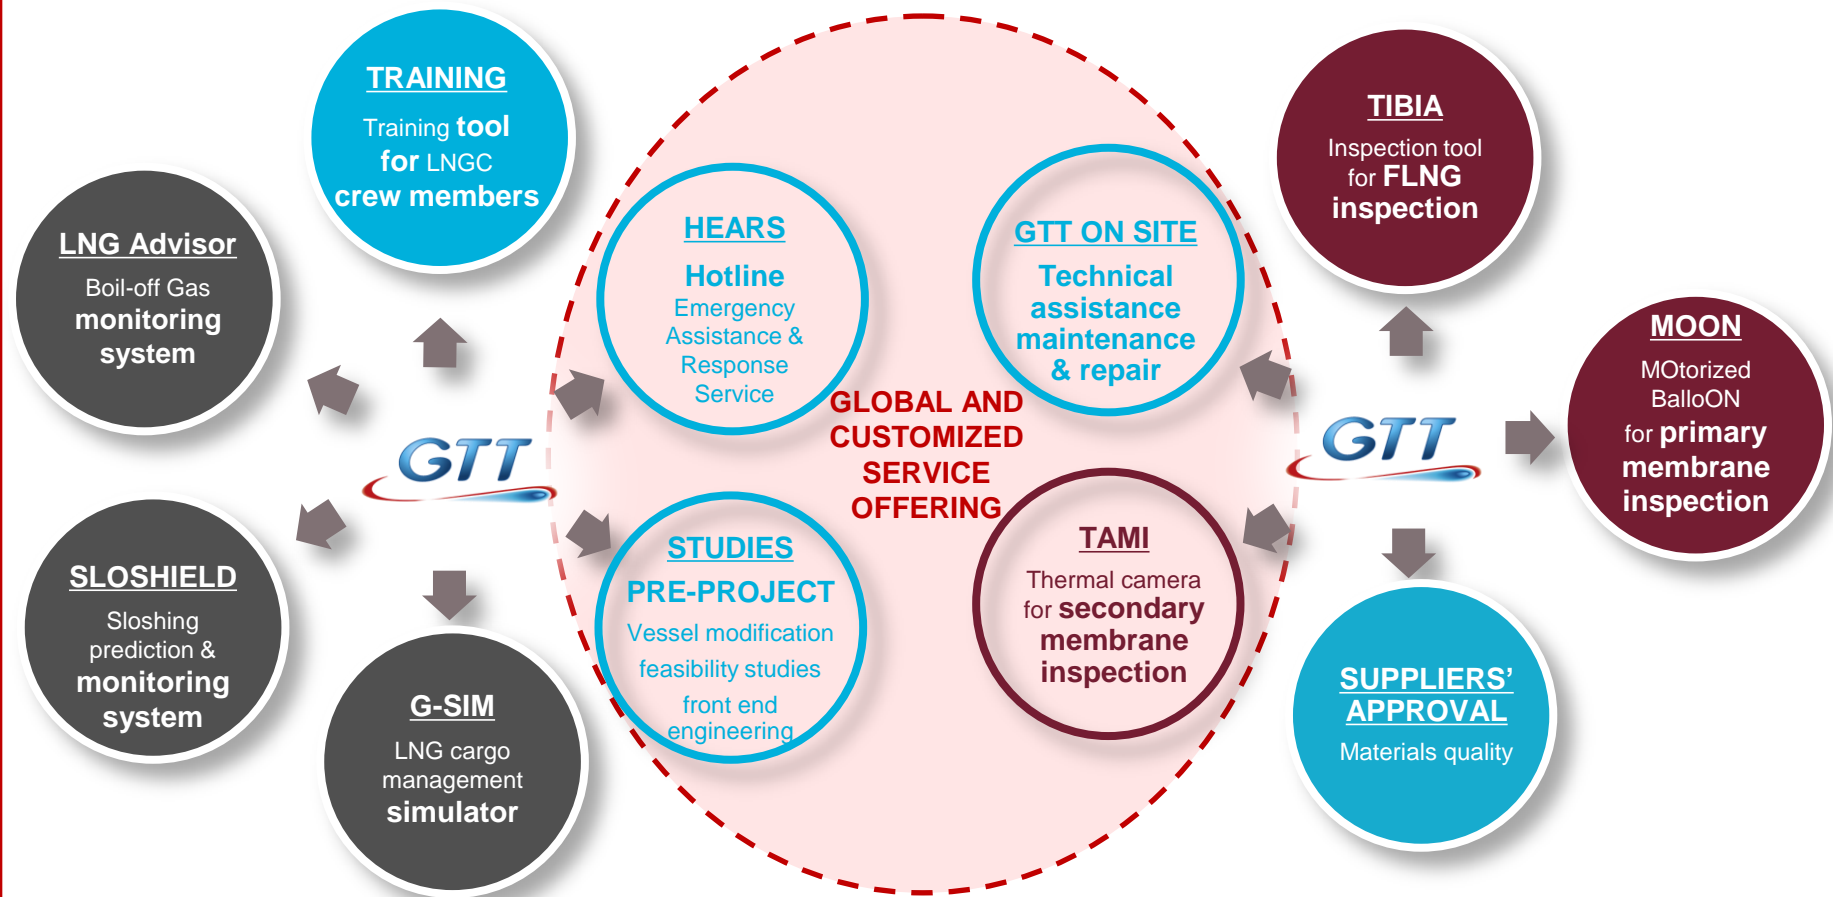 TRAINING
Training tool
for LNGC
crew members
LNG Advisor
Boil-off Gas
monitoring
system
SLOSHIELD
Sloshing
prediction &
monitoring
system
G-SIM
LNG cargo
management
simulator
GTT
HEARS
Hotline
Emergency
Assistance &
Response
Service
STUDIES
PRE-PROJECT
Vessel modification
feasibility studies
front end
engineering
GLOBAL AND
CUSTOMIZED
SERVICE
OFFERING
GTT ON SITE
Technical
assistance
maintenance
& repair
TAMI
Thermal camera
for secondary
membrane
inspection
GTT
TIBIA
Inspection tool
for FLNG
inspection
MOON
MOtorized
BalloON
for primary
membrane
inspection
SUPPLIERS’
APPROVAL
Materials quality